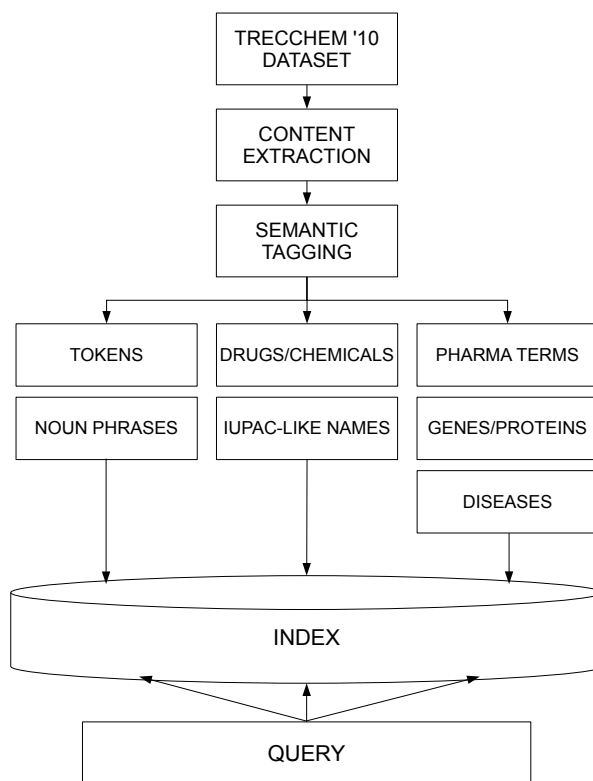 TRECCHEM '10
DATASET
CONTENT
EXTRACTION
SEMANTIC
TAGGING
TOKENS
DRUGS/CHEMICALS
PHARMA TERMS
NOUN PHRASES
IUPAC-LIKE NAMES
GENES/PROTEINS
DISEASES
INDEX
QUERY